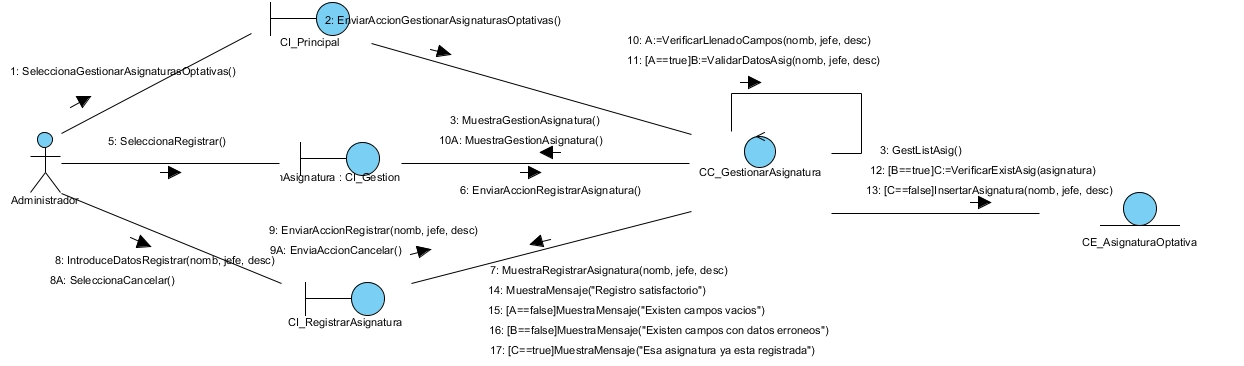 2: EnviarAccionGestionarAsignaturasOptativas()
CI_Principal
10: A:=VerificarLlenadoCampos(nomb, jefe, desc)
11: [A==true]B:=ValidarDatosAsig(nomb, jefe, desc)
1: SeleccionaGestionarAsignaturasOptativas()
3: MuestraGestionAsignatura()
5: SeleccionaRegistrar()
10A: MuestraGestionAsignatura()
3: GestListAsig()
CC_GestionarAsignatura
12: [B==true]C:=VerificarExistAsig(asignatura)
Asignatura : CI_Gestion
6: EnviarAccionRegistrarAsignatura()
13: [C==false]InsertarAsignatura(nomb, jefe, desc)
Administrador
CE_AsignaturaOptativa
9: EnviarAccionRegistrar(nomb, jefe, desc)
9A: EnviaAccionCancelar()
8: IntroduceDatosRegistrar(nomb, jefe, desc)
8A: SeleccionaCancelar()
7: MuestraRegistrarAsignatura(nomb, jefe, desc)
14: MuestraMensaje("Registro satisfactorio")
15: [A==false]MuestraMensaje("Existen campos vacios")
CI_RegistrarAsignatura
16: [B==false]MuestraMensaje("Existen campos con datos erroneos")
17: [C==true]MuestraMensaje("Esa asignatura ya esta registrada")